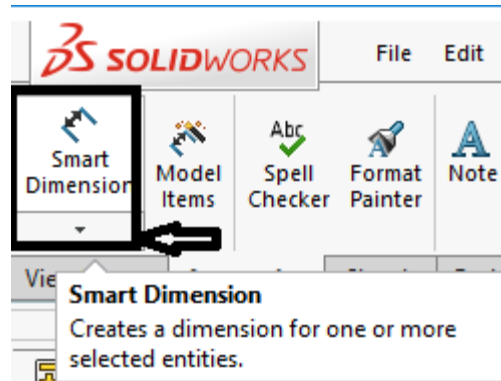 SOLIDWORKS File Edit
Smart Dimension
Model Items
Abc
Spell Checker
Format Painter
A
Note
Smart Dimension
Creates a dimension for one or more
selected entities.